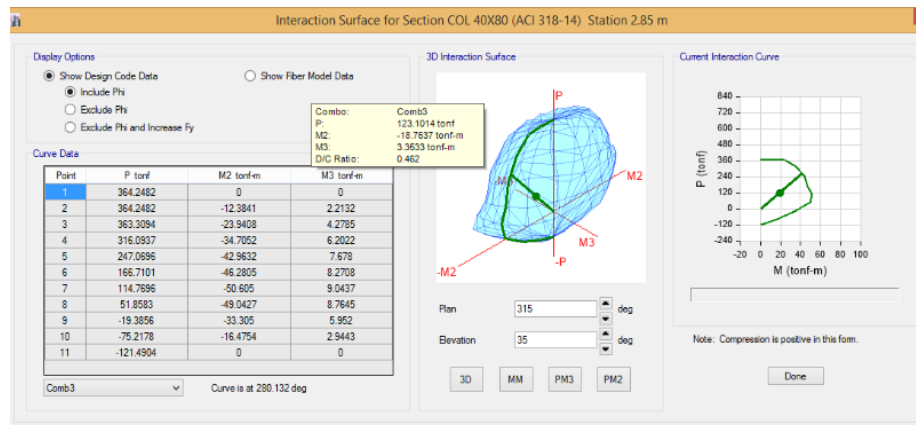 Interaction Surface for Section COL 40X80 (ACI 318-14) Station 2.85 m
Display Options
Show Design Code Data
Show Fiber Model Data
Include Phi
Exclude Phi
Exclude Phi and Increase Fy
Combo: Comb3
P: 123.1014 tonf
M2: -18.7637 tonf-m
M3: 3.3533 tonf-m
D/C Ratio: 0.462
Curve Data
Point P tonf M2 tonf-m M3 tonf-m
1 364.2482 0 0
2 364.2482 -12.3841 2.2132
3 363.3094 -23.9408 4.2785
4 316.0937 -34.7052 6.2022
5 247.0696 -42.9632 7.678
6 166.7101 -46.2805 8.2708
7 114.7696 -50.605 9.0437
8 51.8583 -49.0427 8.7645
9 -19.3856 -33.305 5.952
10 -75.2178 -16.4754 2.9443
11 -121.4904 0 0
Comb3
Curve is at 280.132 deg
3D Interaction Surface
P
M2
M3
-P
-M2
Plan 315 deg
Elevation 35 deg
3D MM PM3 PM2
Current Interaction Curve
P (tonf)
840
720
600
480
360
240
120
0
-120
-240
-20 0 20 40 60 80 100
M (tonf-m)
Note: Compression is positive in this form.
Done